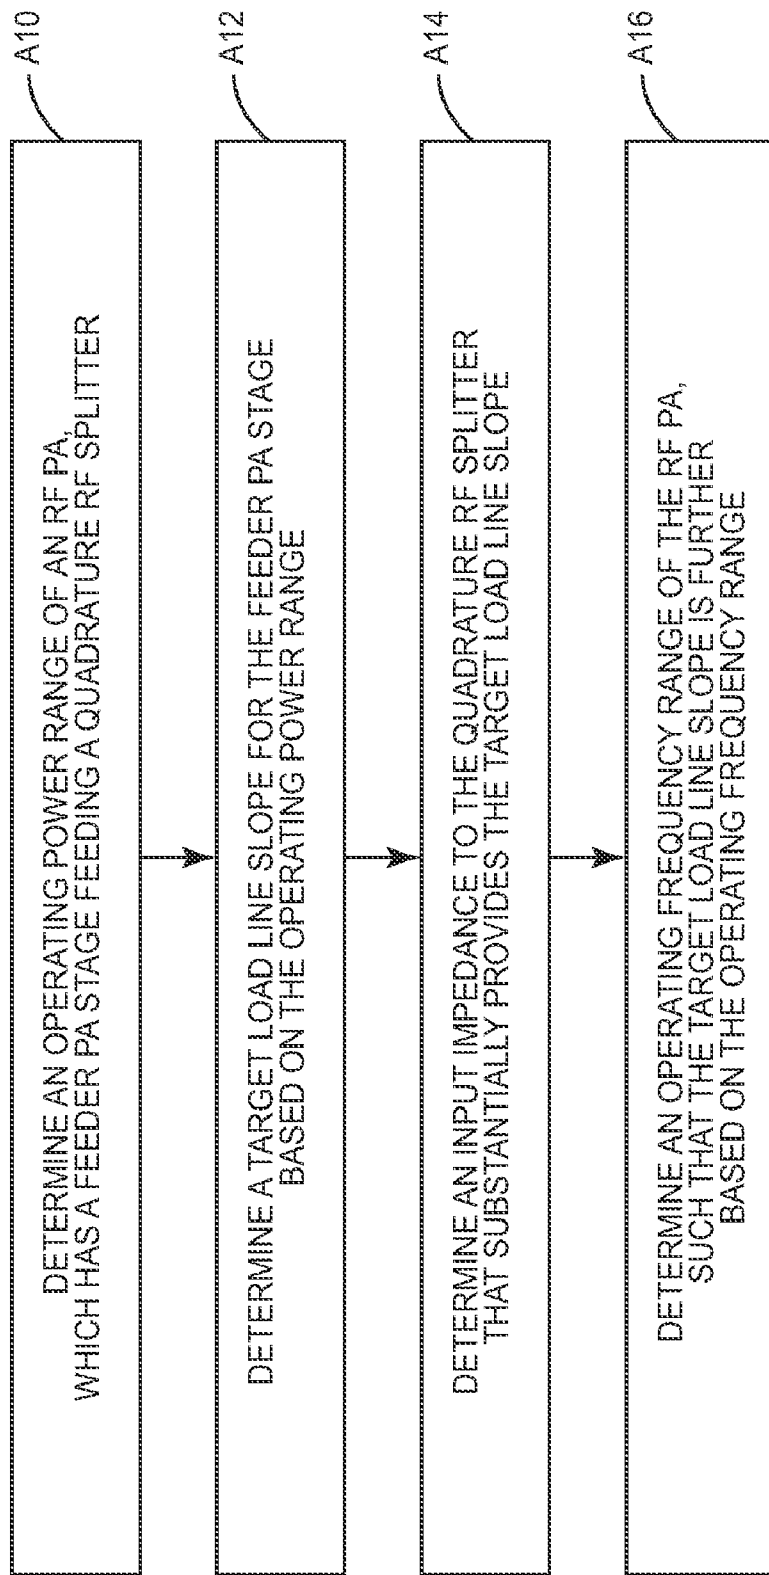 DETERMINE AN OPERATING POWER RANGE OF AN RF PA,
WHICH HAS A FEEDER PA STAGE FEEDING A QUADRATURE RF SPLITTER
A10
DETERMINE A TARGET LOAD LINE SLOPE FOR THE FEEDER PA STAGE
BASED ON THE OPERATING POWER RANGE
A12
DETERMINE AN INPUT IMPEDANCE TO THE QUADRATURE RF SPLITTER
THAT SUBSTANTIALLY PROVIDES THE TARGET LOAD LINE SLOPE
A14
DETERMINE AN OPERATING FREQUENCY RANGE OF THE RF PA,
SUCH THAT THE TARGET LOAD LINE SLOPE IS FURTHER
BASED ON THE OPERATING FREQUENCY RANGE
A16